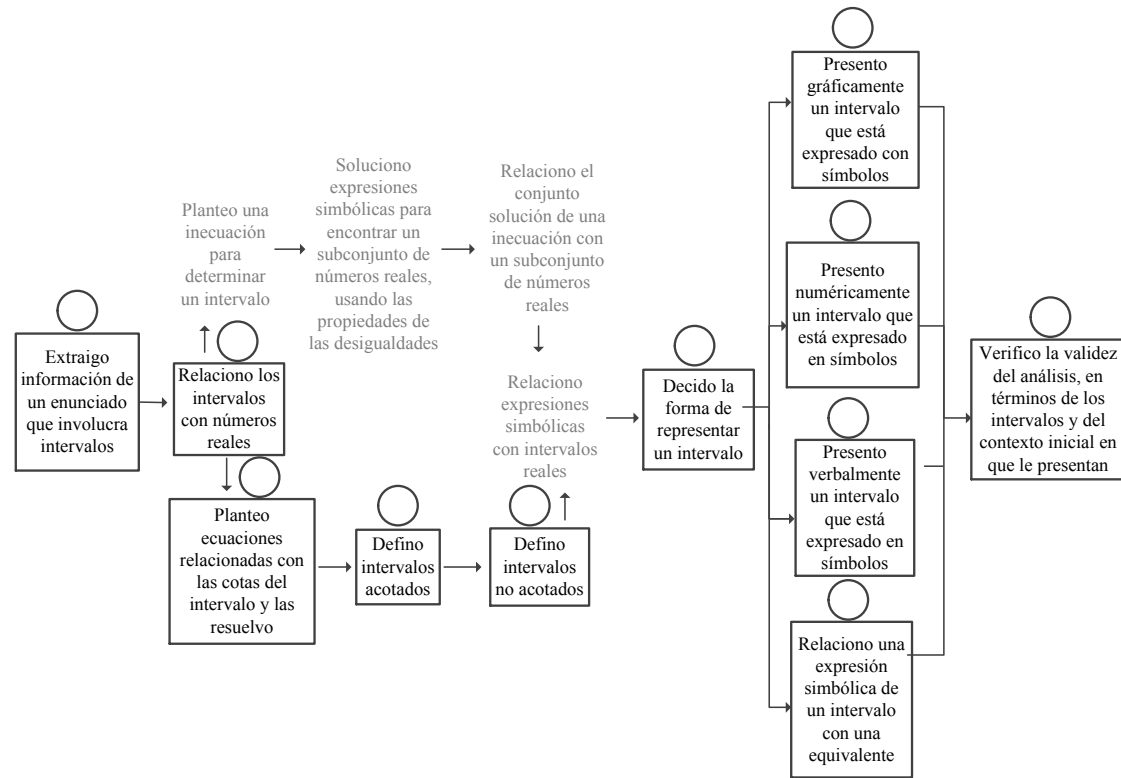 Extraigo
información de
un enunciado
que involucra
intervalos
Relaciono los
intervalos
con números
reales
Planteo una
inecuación
para
determinar
un intervalo
Soluciono
expresiones
simbólicas para
encontrar un
subconjunto de
números reales,
usando las
propiedades de
las desigualdades
Relaciono el
conjunto
solución de una
inecuación con
un subconjunto
de números
reales
Planteo
ecuaciones
relacionadas con
las cotas del
intervalo y las
resuelvo
Defino
intervalos
acotados
Defino
intervalos
no acotados
Relaciono
expresiones
simbólicas
con intervalos
reales
Decido la
forma de
representar
un intervalo
Presento
gráficamente
un intervalo
que está
expresado con
símbolos
Presento
numéricamente
un intervalo que
está expresado
en símbolos
Presento
verbalmente
un intervalo
que está
expresado en
símbolos
Relaciono una
expresión
simbólica de
un intervalo
con una
equivalente
Verifico la validez
del análisis, en
términos de los
intervalos y del
contexto inicial en
que le presentan